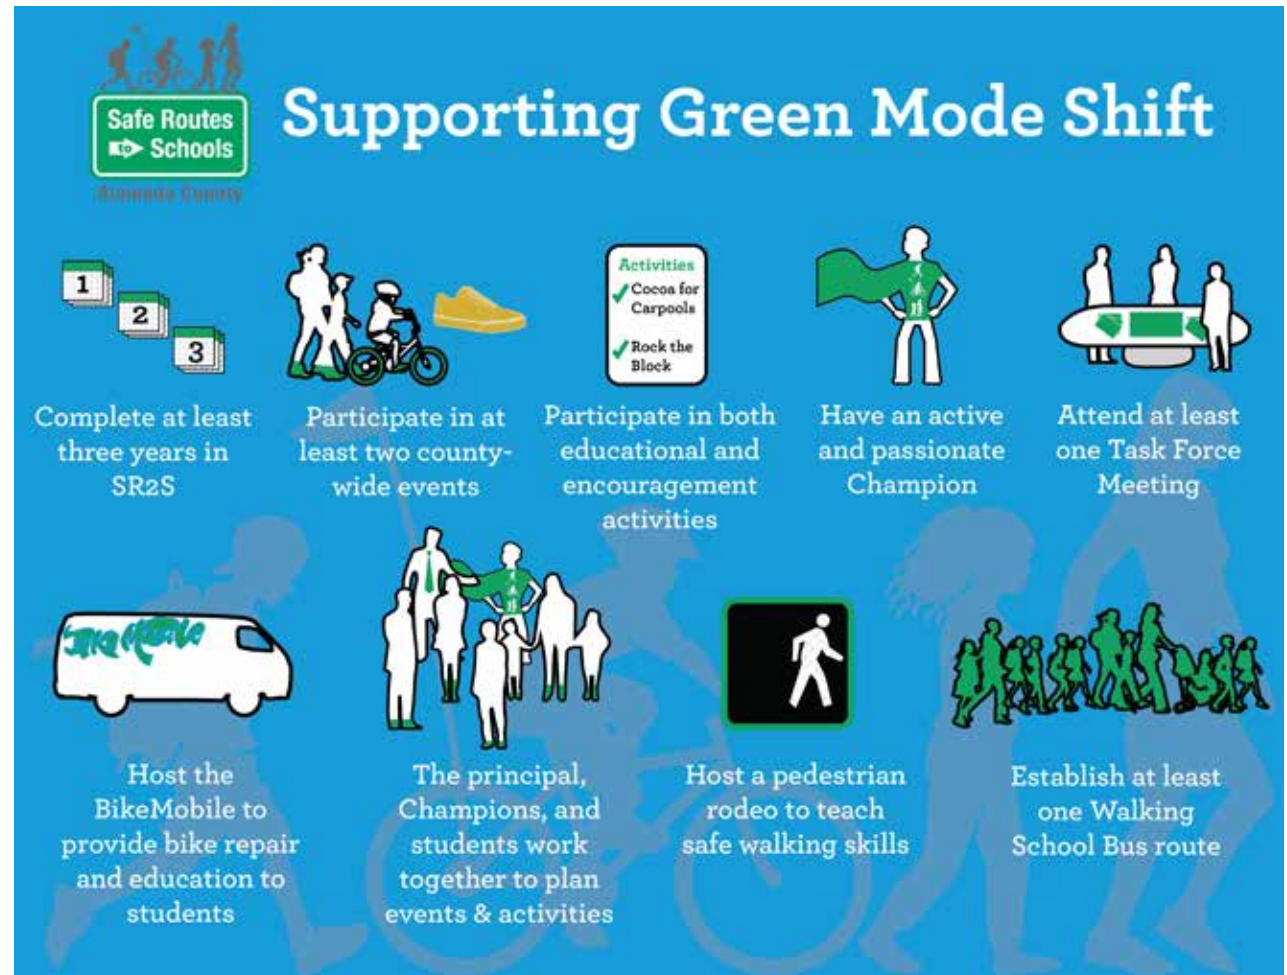 Safe Routes
to Schools
Alameda County
Supporting Green Mode Shift
1
2
3
Activities
Cocoa for
Carpools
Rock the
Block
Complete at least
three years in
SR2S
Participate in at
least two county-
wide events
Participate in both
educational and
encouragement
activities
Have an active
and passionate
Champion
Attend at least
one Task Force
Meeting
BikeMobile
Host the
BikeMobile to
provide bike repair
and education to
students
The principal,
Champions, and
students work
together to plan
events & activities
Host a pedestrian
rodeo to teach
safe walking skills
Establish at least
one Walking
School Bus route